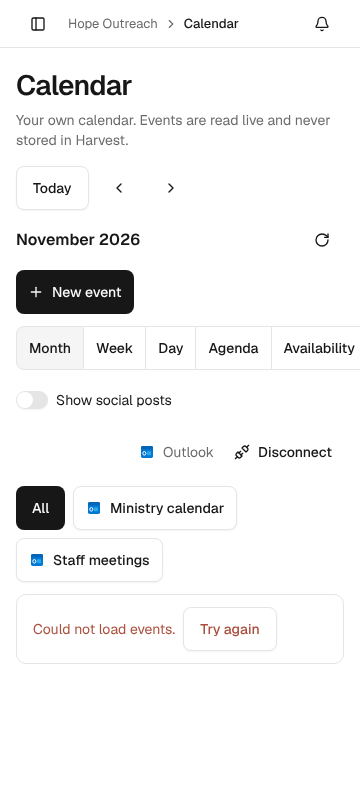 Hope Outreach > Calendar
Calendar
Your own calendar. Events are read live and never
stored in Harvest.
Today
November 2026
+ New event
Month Week Day Agenda Availability
Show social posts
Outlook Disconnect
All Ministry calendar
Staff meetings
Could not load events. Try again